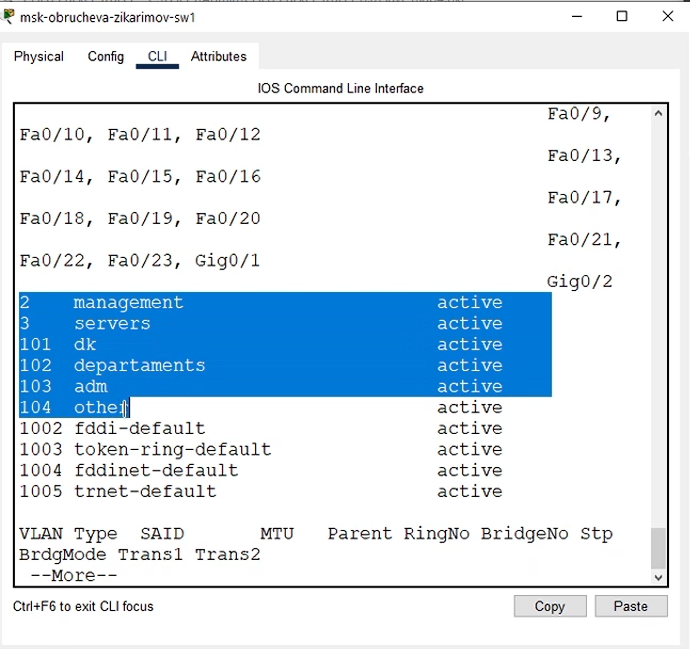 msk-obrucheva-zikarimov-sw1
Physical Config CLI Attributes
IOS Command Line Interface
Fa0/9,
Fa0/10, Fa0/11, Fa0/12
Fa0/13,
Fa0/14, Fa0/15, Fa0/16
Fa0/17,
Fa0/18, Fa0/19, Fa0/20
Fa0/21,
Fa0/22, Fa0/23, Gig0/1
Gig0/2
2 management active
3 servers active
101 dk active
102 departaments active
103 adm active
104 other active
1002 fddi-default active
1003 token-ring-default active
1004 fddinet-default active
1005 trnet-default active
VLAN Type SAID MTU Parent RingNo BridgeNo Stp
BrdgMode Trans1 Trans2
--More--
Ctrl+F6 to exit CLI focus Copy Paste